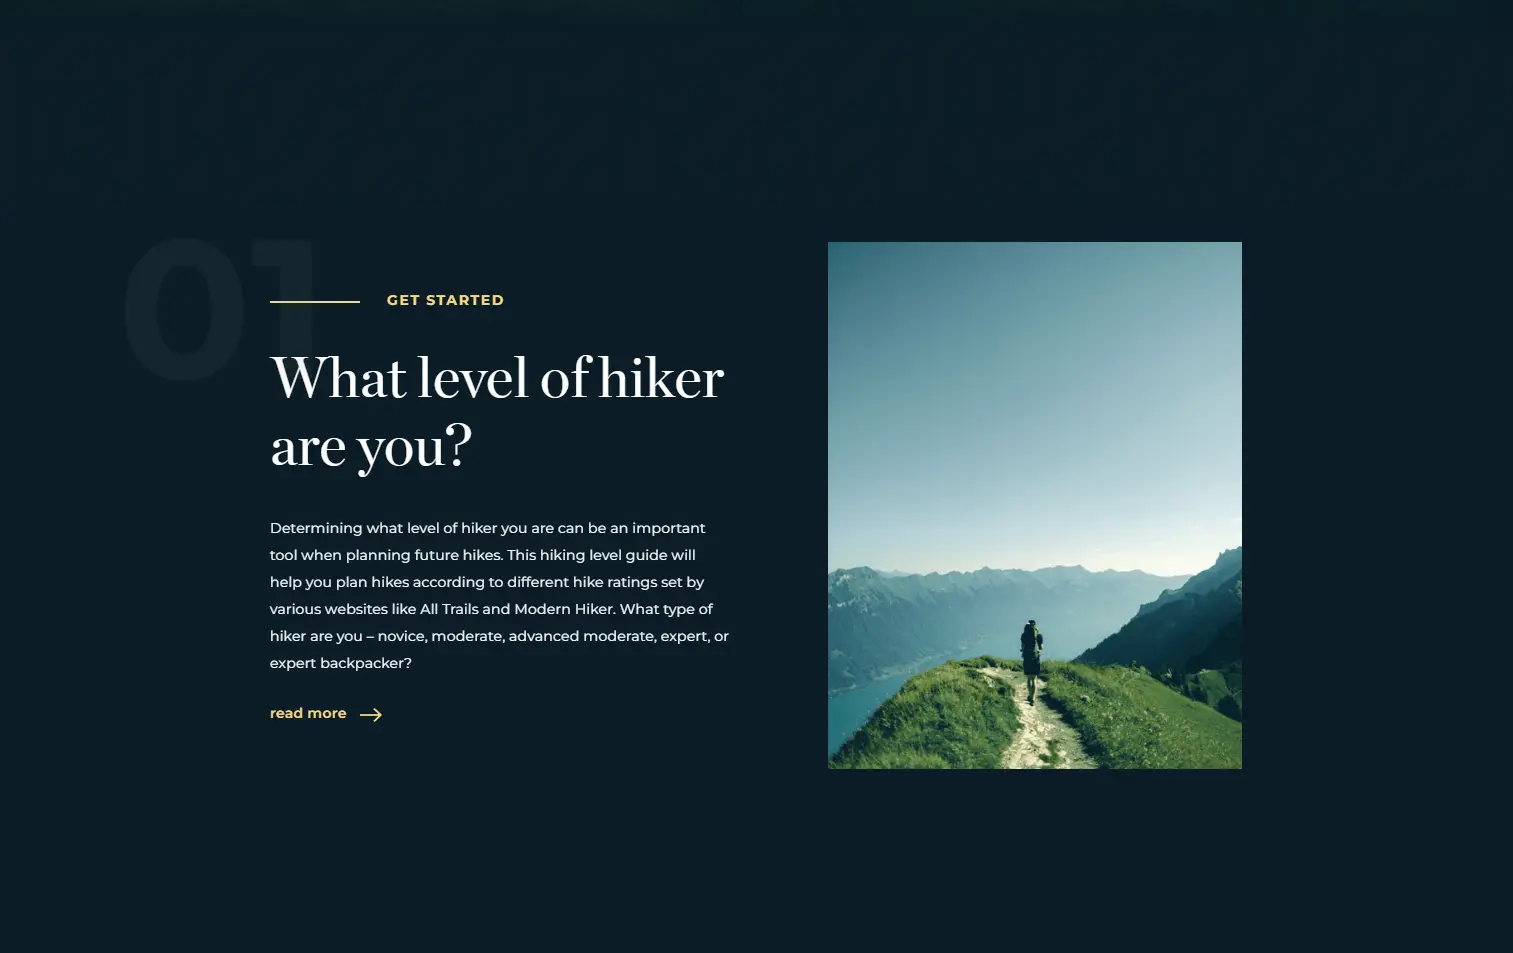 01
GET STARTED
What level of hiker
are you?
Determining what level of hiker you are can be an important
tool when planning future hikes. This hiking level guide will
help you plan hikes according to different hike ratings set by
various websites like All Trails and Modern Hiker. What type of
hiker are you – novice, moderate, advanced moderate, expert, or
expert backpacker?
read more